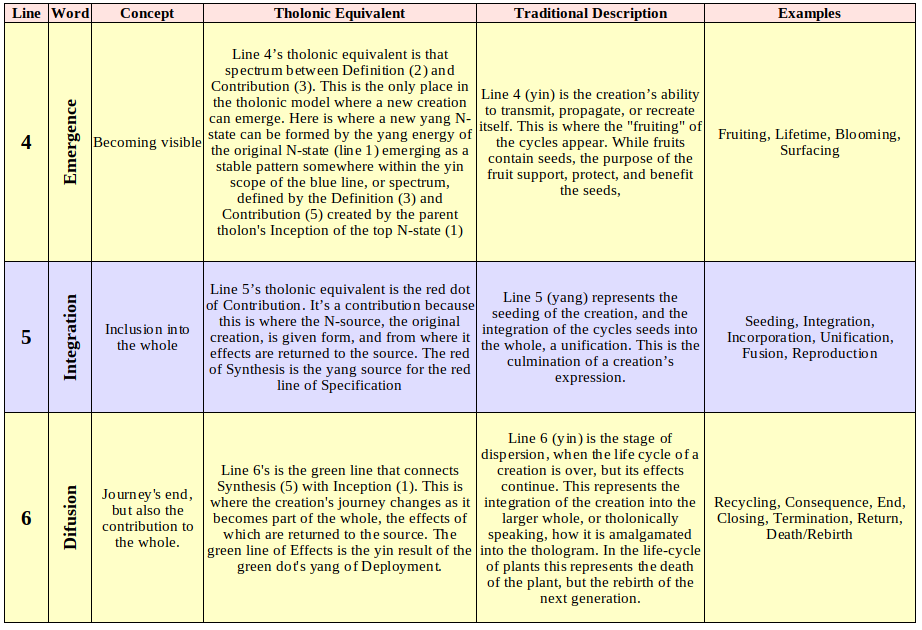 Line Word Concept Tholonic Equivalent Traditional Description Examples
4
Emergence
Becoming visible
Line 4’s tholonic equivalent is that
spectrum between Definition (2) and
Contribution (3). This is the only place in
the tholonic model where a new creation
can emerge. Here is where a new yang N-
state can be formed by the yang energy of
the original N-state (line 1) emerging as a
stable pattern somewhere within the yin
scope of the blue line, or spectrum,
defined by the Definition (3) and
Contribution (5) created by the parent
tholon's Inception of the top N-state (1)
Line 4 (yin) is the creation’s ability
to transmit, propagate, or recreate
itself. This is where the "fruiting" of
the cycles appear. While fruits
contain seeds, the purpose of the
fruit support, protect, and benefit
the seeds,
Fruiting, Lifetime, Blooming,
Surfacing
5
Integration
Inclusion into
the whole
Line 5’s tholonic equivalent is the red dot
of Contribution. It’s a contribution because
this is where the N-source, the original
creation, is given form, and from where it
effects are returned to the source. The red
of Synthesis is the yang source for the red
line of Specification
Line 5 (yang) represents the
seeding of the creation, and the
integration of the cycles seeds into
the whole, a unification. This is the
culmination of a creation’s
expression.
Seeding, Integration,
Incorporation, Unification,
Fusion, Reproduction
6
Difusion
Journey's end,
but also the
contribution to
the whole.
Line 6's is the green line that connects
Synthesis (5) with Inception (1). This is
where the creation's journey changes as it
becomes part of the whole, the effects of
which are returned to the source. The
green line of Effects is the yin result of the
green dot's yang of Deployment.
Line 6 (yin) is the stage of
dispersion, when the life cycle of a
creation is over, but its effects
continue. This represents the
integration of the creation into the
larger whole, or tholonically
speaking, how it is amalgamated
into the thologram. In the life-cycle
of plants this represents the death
of the plant, but the rebirth of the
next generation.
Recycling, Consequence, End,
Closing, Termination, Return,
Death/Rebirth